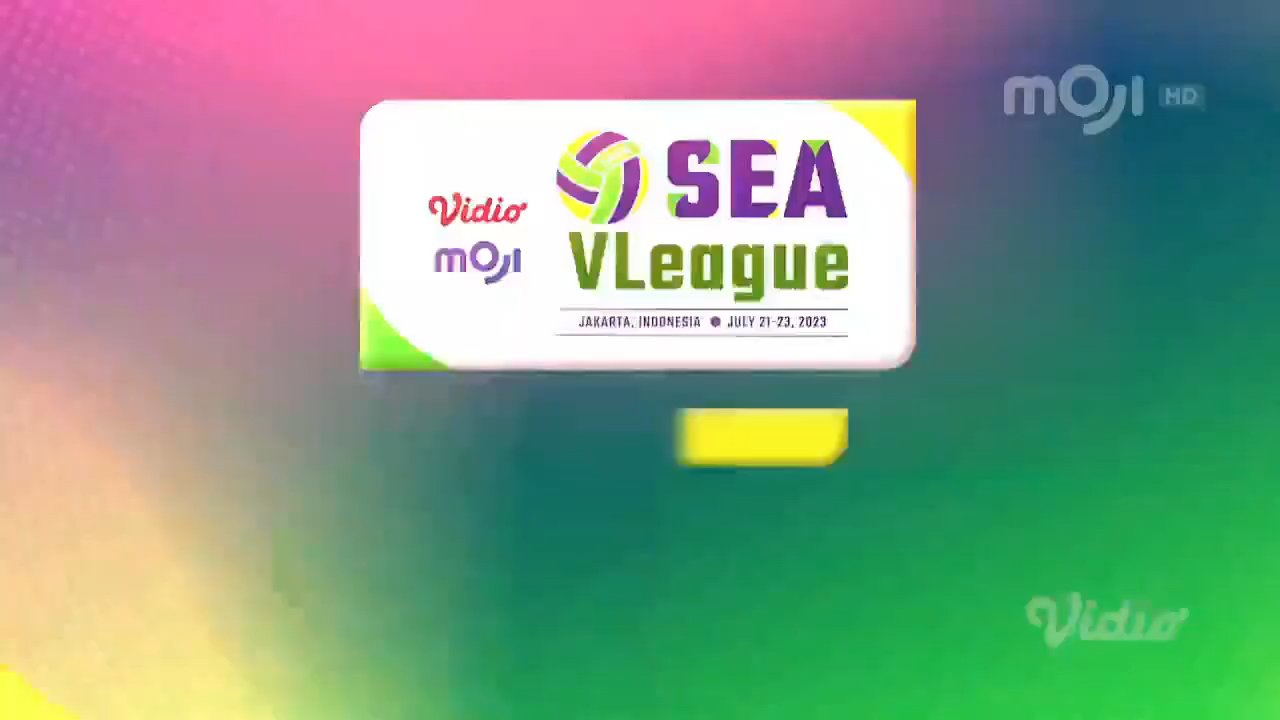 moji HD
Vidio
moji
SEA
VLeague
JAKARTA, INDONESIA ● JULY 21-23, 2023
Vidio